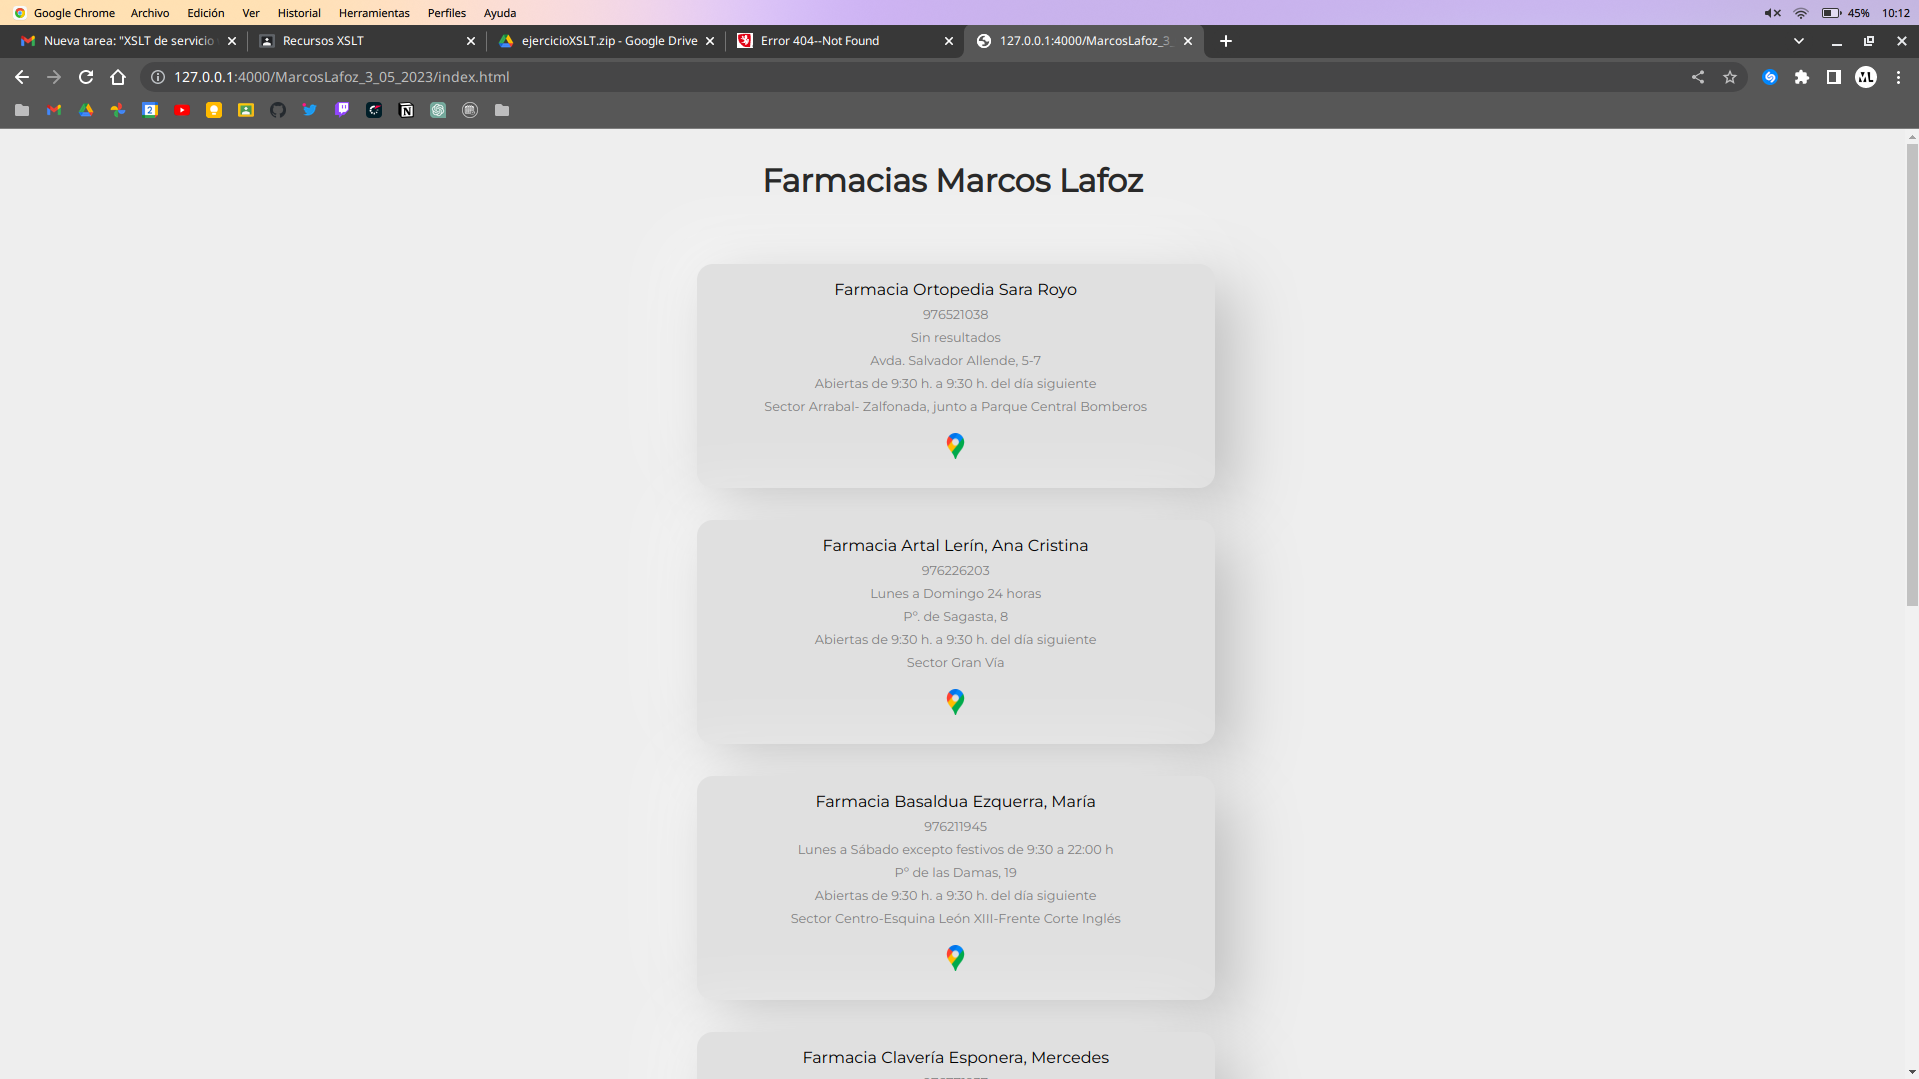 Google Chrome Archivo Edición Ver Historial Herramientas Perfiles Ayuda 45% 10:12
Nueva tarea: "XSLT de servicio Recursos XSLT ejercicioXSLT.zip - Google Drive Error 404--Not Found 127.0.0.1:4000/MarcosLafoz_3_
127.0.0.1:4000/MarcosLafoz_3_05_2023/index.html ML
2
Farmacias Marcos Lafoz
Farmacia Ortopedia Sara Royo
976521038
Sin resultados
Avda. Salvador Allende, 5-7
Abiertas de 9:30 h. a 9:30 h. del día siguiente
Sector Arrabal- Zalfonada, junto a Parque Central Bomberos
Farmacia Artal Lerín, Ana Cristina
976226203
Lunes a Domingo 24 horas
Pº. de Sagasta, 8
Abiertas de 9:30 h. a 9:30 h. del día siguiente
Sector Gran Vía
Farmacia Basaldua Ezquerra, María
976211945
Lunes a Sábado excepto festivos de 9:30 a 22:00 h
Pº de las Damas, 19
Abiertas de 9:30 h. a 9:30 h. del día siguiente
Sector Centro-Esquina León XIII-Frente Corte Inglés
Farmacia Clavería Esponera, Mercedes